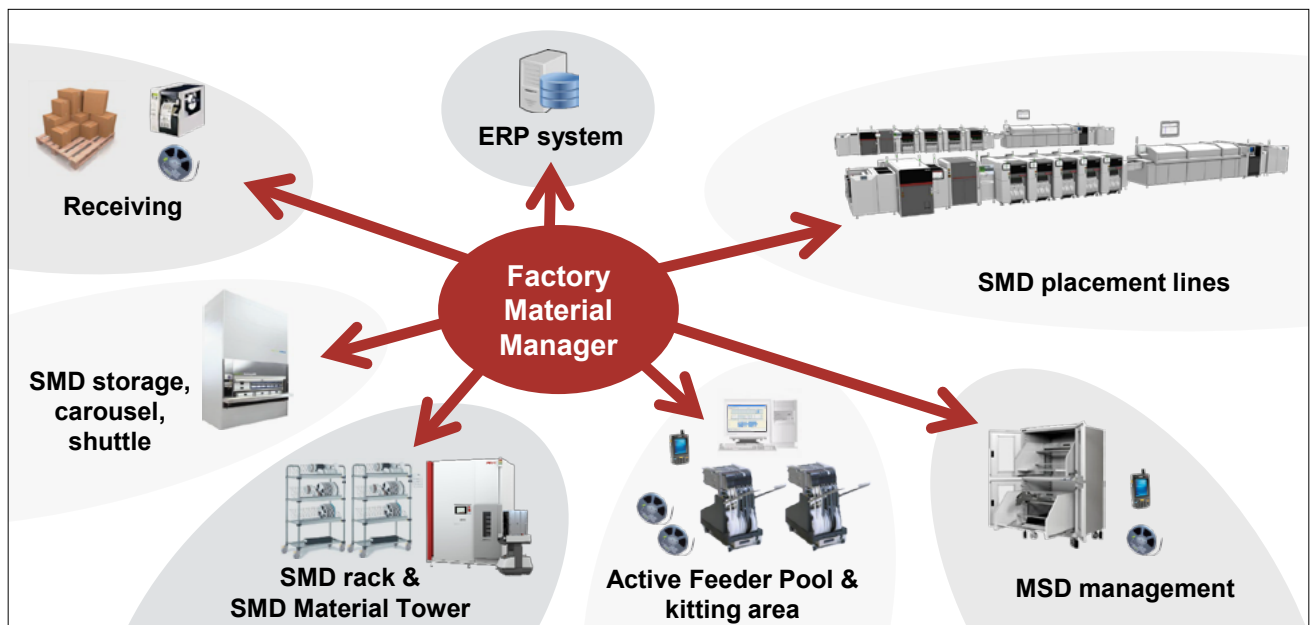 ERP system
Receiving
SMD placement lines
Factory
Material
Manager
SMD storage,
carousel,
shuttle
SMD rack &
SMD Material Tower
Active Feeder Pool &
kitting area
MSD management